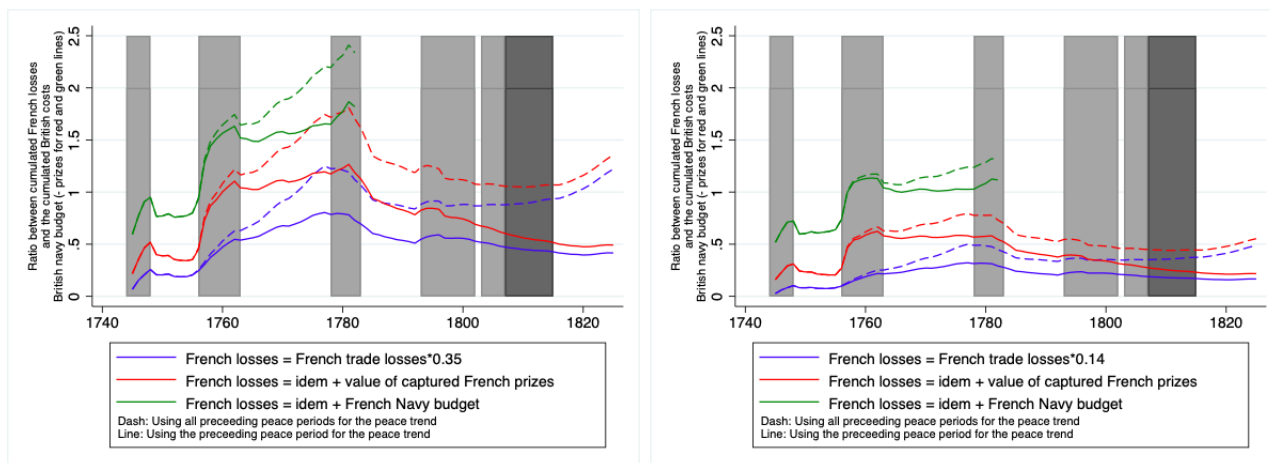 Ratio between cumulated French losses
and the cumulated British costs
British navy budget (- prizes for red and green lines)
2.5
2
1.5
1
.5
0
1740 1760 1780 1800 1820
French losses = French trade losses*0.35
French losses = idem + value of captured French prizes
French losses = idem + French Navy budget
Dash: Using all preceeding peace periods for the peace trend
Line: Using the preceeding peace period for the peace trend
Ratio between cumulated French losses
and the cumulated British costs
British navy budget (- prizes for red and green lines)
2.5
2
1.5
1
.5
0
1740 1760 1780 1800 1820
French losses = French trade losses*0.14
French losses = idem + value of captured French prizes
French losses = idem + French Navy budget
Dash: Using all preceeding peace periods for the peace trend
Line: Using the preceeding peace period for the peace trend